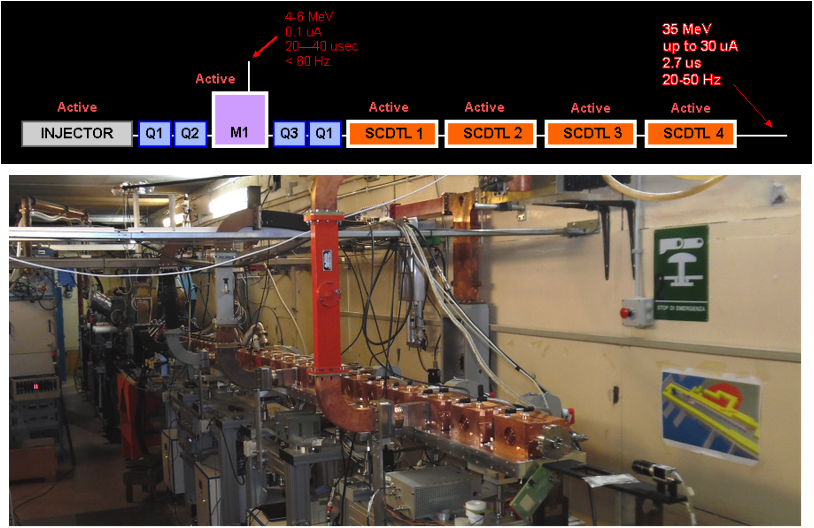 4-6 MeV
0.1 uA
20—40 usec
< 60 Hz
35 MeV
up to 30 uA
2.7 us
20-50 Hz
Active
Active
Active
Active
Active
Active
INJECTOR
Q1
Q2
M1
Q3
Q1
SCDTL 1
SCDTL 2
SCDTL 3
SCDTL 4
STOP DI EMERGENZA